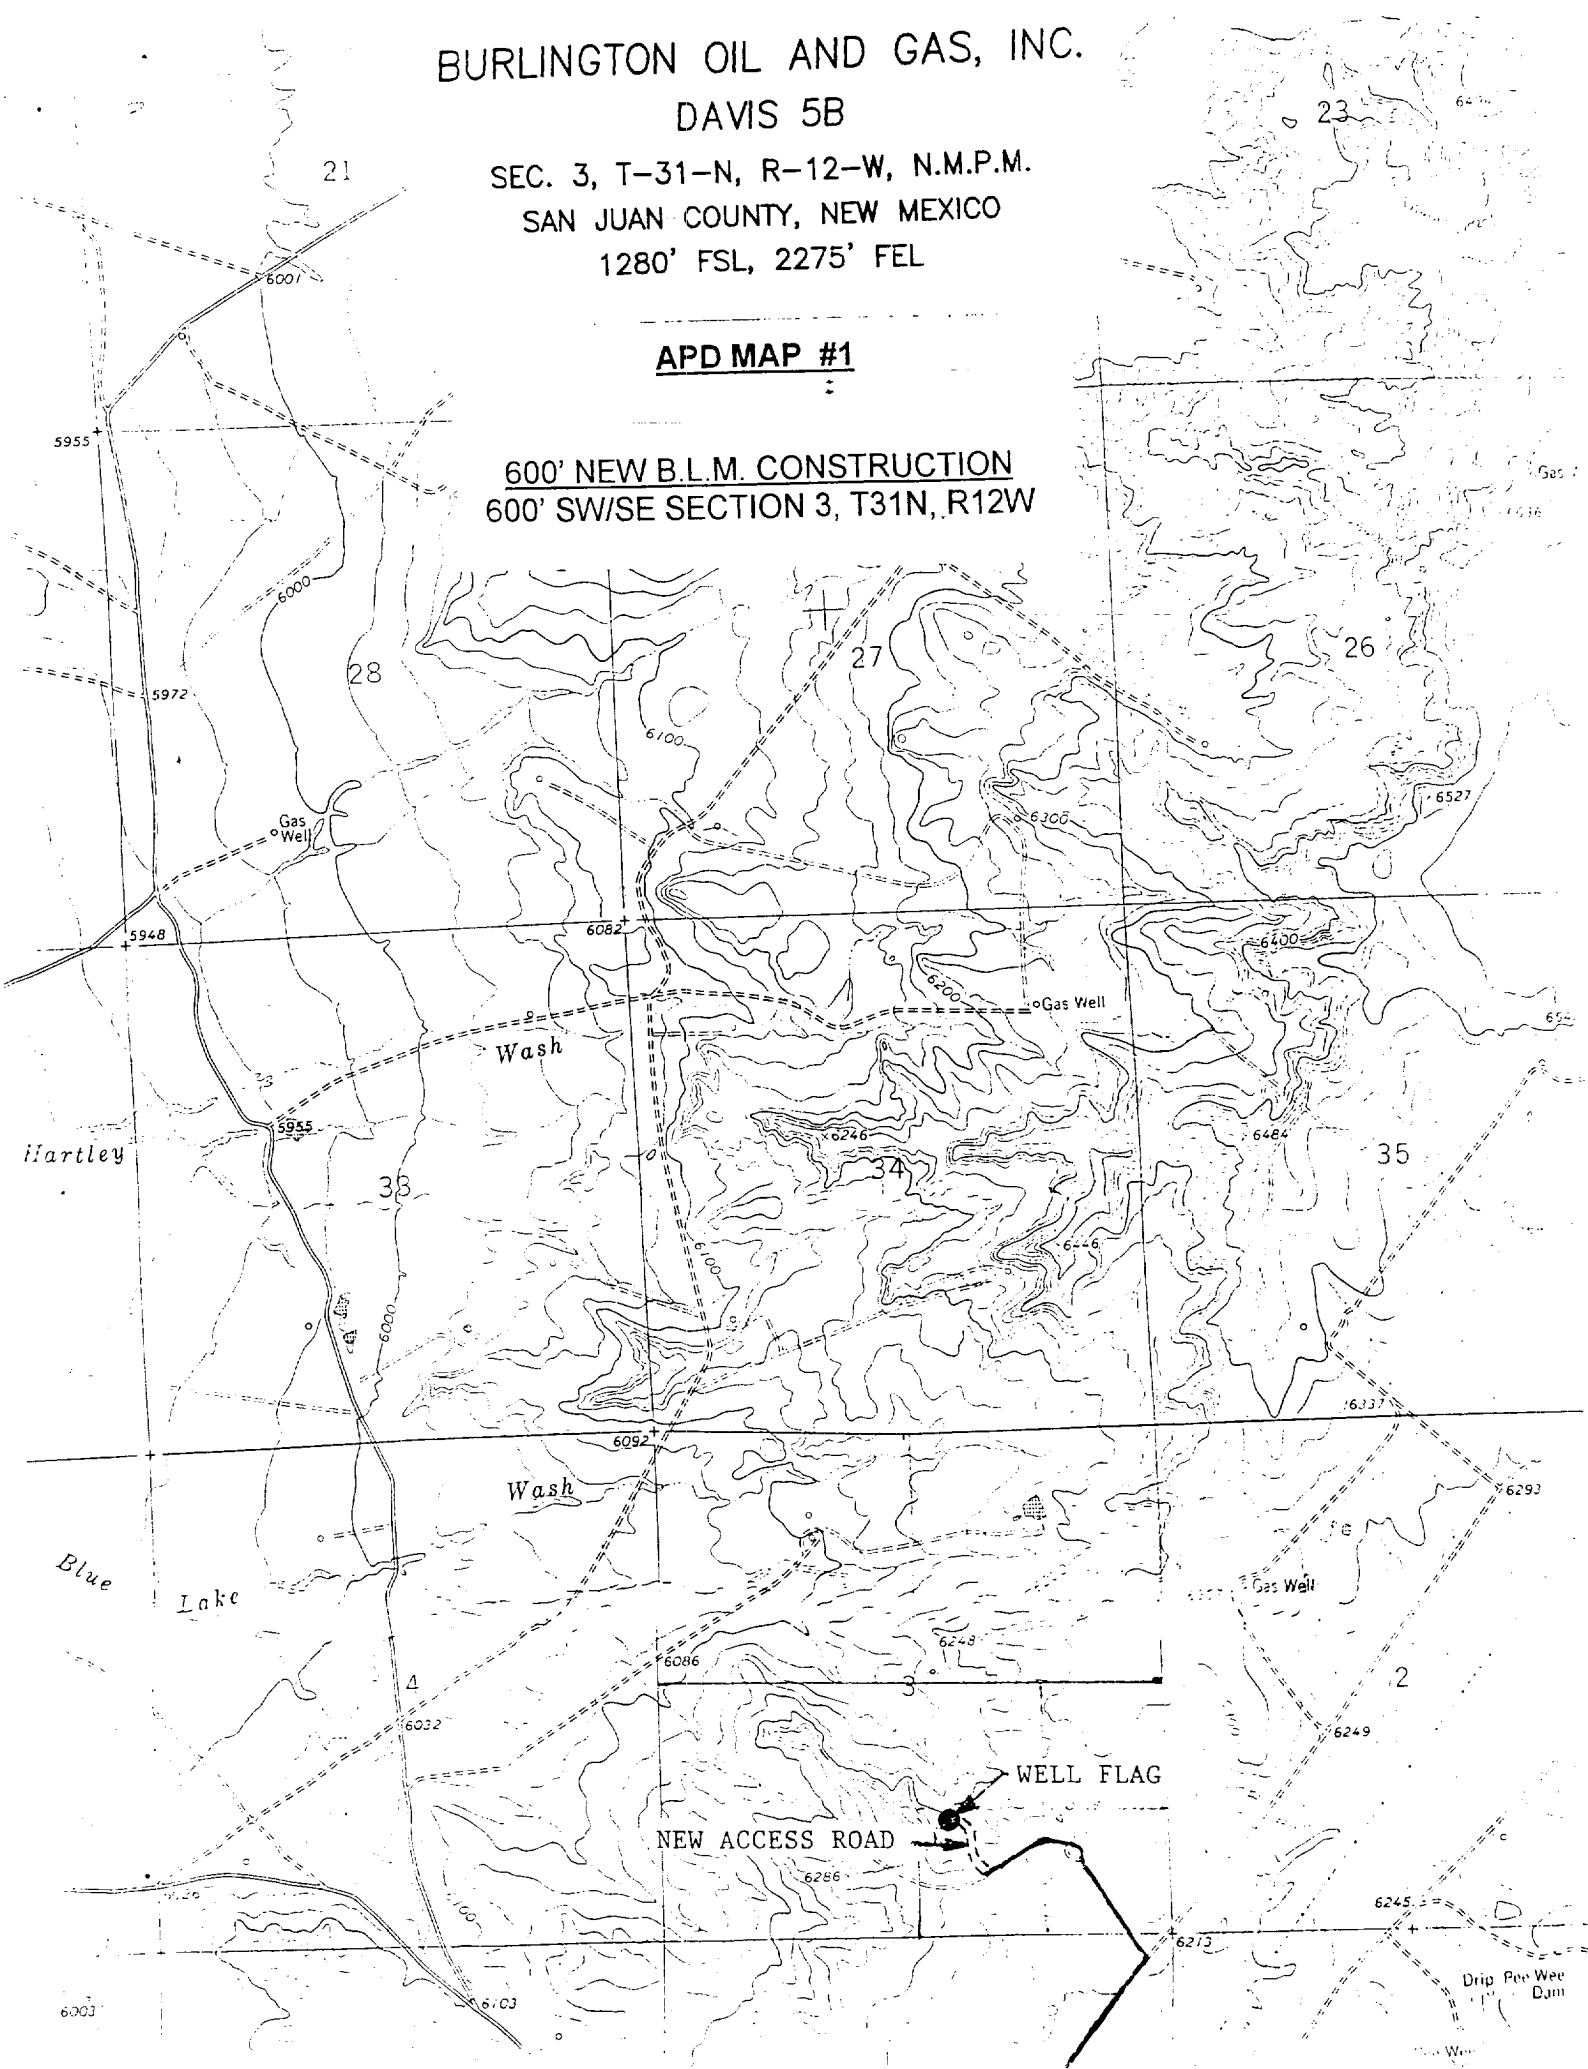 BURLINGTON OIL AND GAS, INC.
DAVIS 5B
SEC. 3, T-31-N, R-12-W, N.M.P.M.
SAN JUAN COUNTY, NEW MEXICO
1280' FSL, 2275' FEL
APD MAP #1
600' NEW B.L.M. CONSTRUCTION
600' SW/SE SECTION 3, T31N, R12W
23
21
6001
5955
Gas
6000
28
27
26
5972
6100
6527
6300
Gas
Well
5948
6082
6400
6200
Gas Well
Wash
5955
6246
6484
Hartley
33
34
35
6446
6100
6000
6337
6092
Wash
6293
Blue
Lake
Gas Well
6248
6086
4
3
2
6032
6249
WELL FLAG
NEW ACCESS ROAD
6286
6245
6213
Drip Pee Wee
Dam
6103
6003